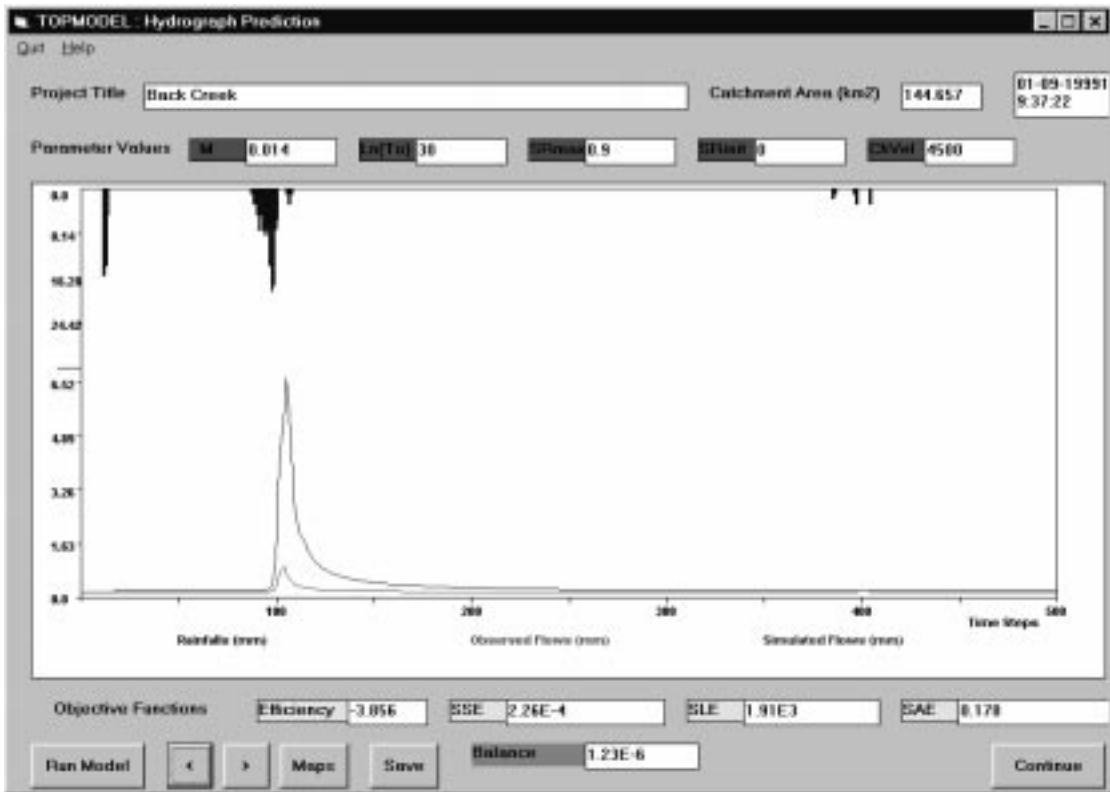 TOPMODEL : Hydrograph Prediction
Quit Help
Project Title Back Creek Catchment Area (km2) 144.657 01-09-19991
9:37:22
Parameter Values M 0.014 Ln(To) 30 SRmax 0.9 SRinit 0 ChVel 4500
0.0
8.14
16.28
24.42
6.52
4.89
3.26
1.63
0.0
100 200 300 400 500
Time Steps
Rainfalls (mm) Observed Flows (mm) Simulated Flows (mm)
Objective Functions Efficiency -3.856 SSE 2.26E-4 SLE 1.91E3 SAE 0.170
Run Model < > Maps Save Balance 1.23E-6 Continue